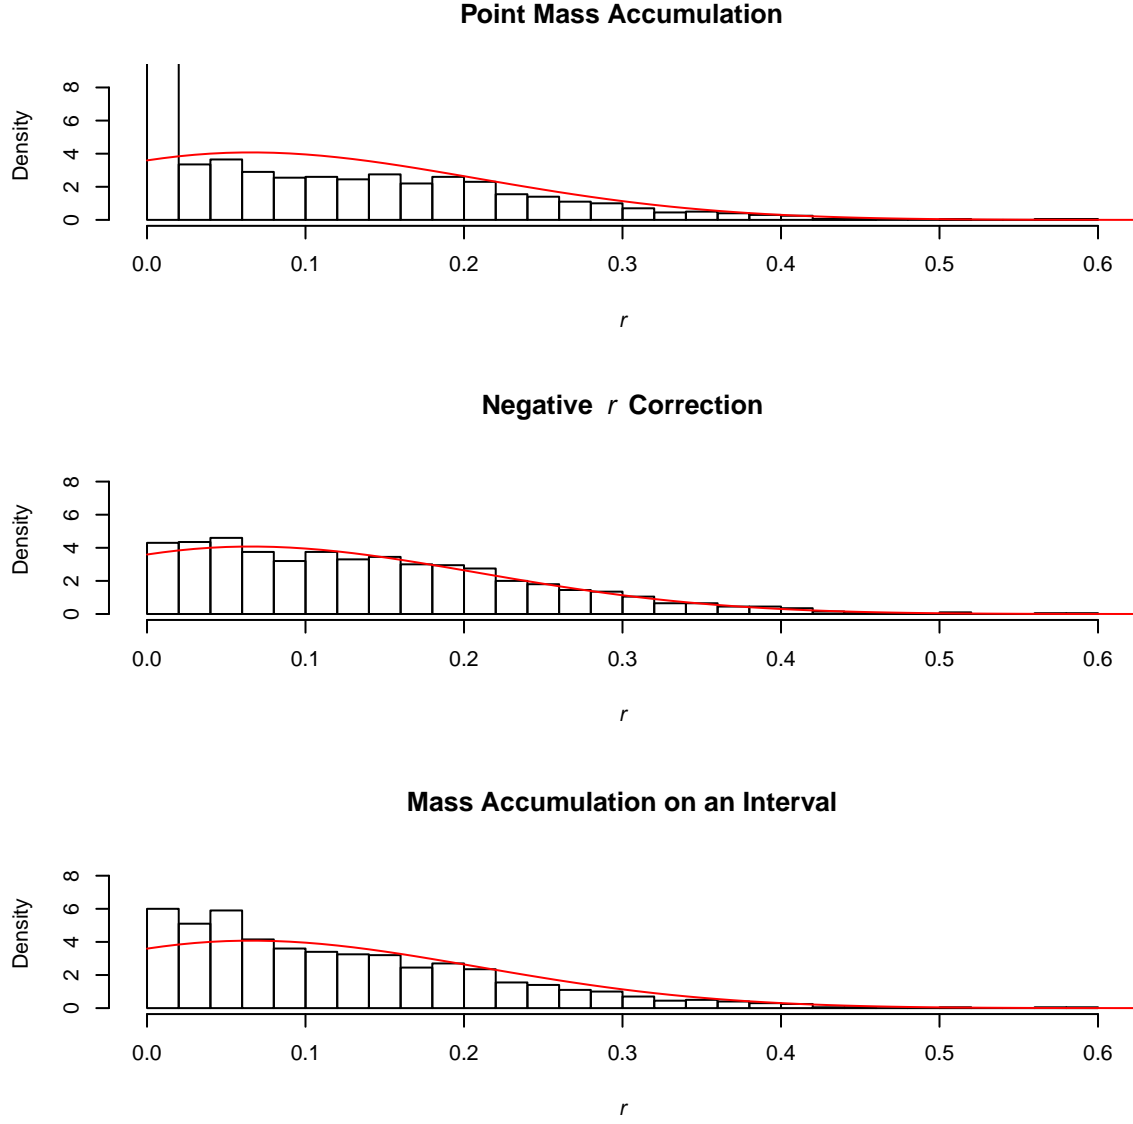 Point Mass Accumulation
Density
0 2 4 6 8
0.0 0.1 0.2 0.3 0.4 0.5 0.6
r
Negative r Correction
Density
0 2 4 6 8
0.0 0.1 0.2 0.3 0.4 0.5 0.6
r
Mass Accumulation on an Interval
Density
0 2 4 6 8
0.0 0.1 0.2 0.3 0.4 0.5 0.6
r